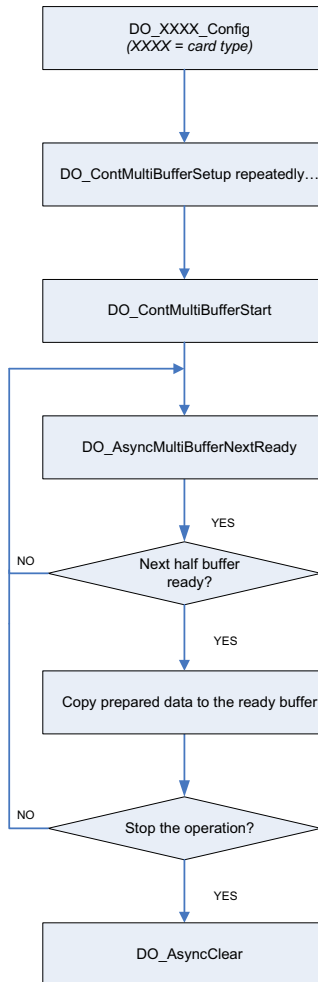 DO_XXXX_Config
(XXXX = card type)
DO_ContMultiBufferSetup repeatedly…
DO_ContMultiBufferStart
DO_AsyncMultiBufferNextReady
YES
NO
Next half buffer
ready?
YES
Copy prepared data to the ready buffer
NO
Stop the operation?
YES
DO_AsyncClear